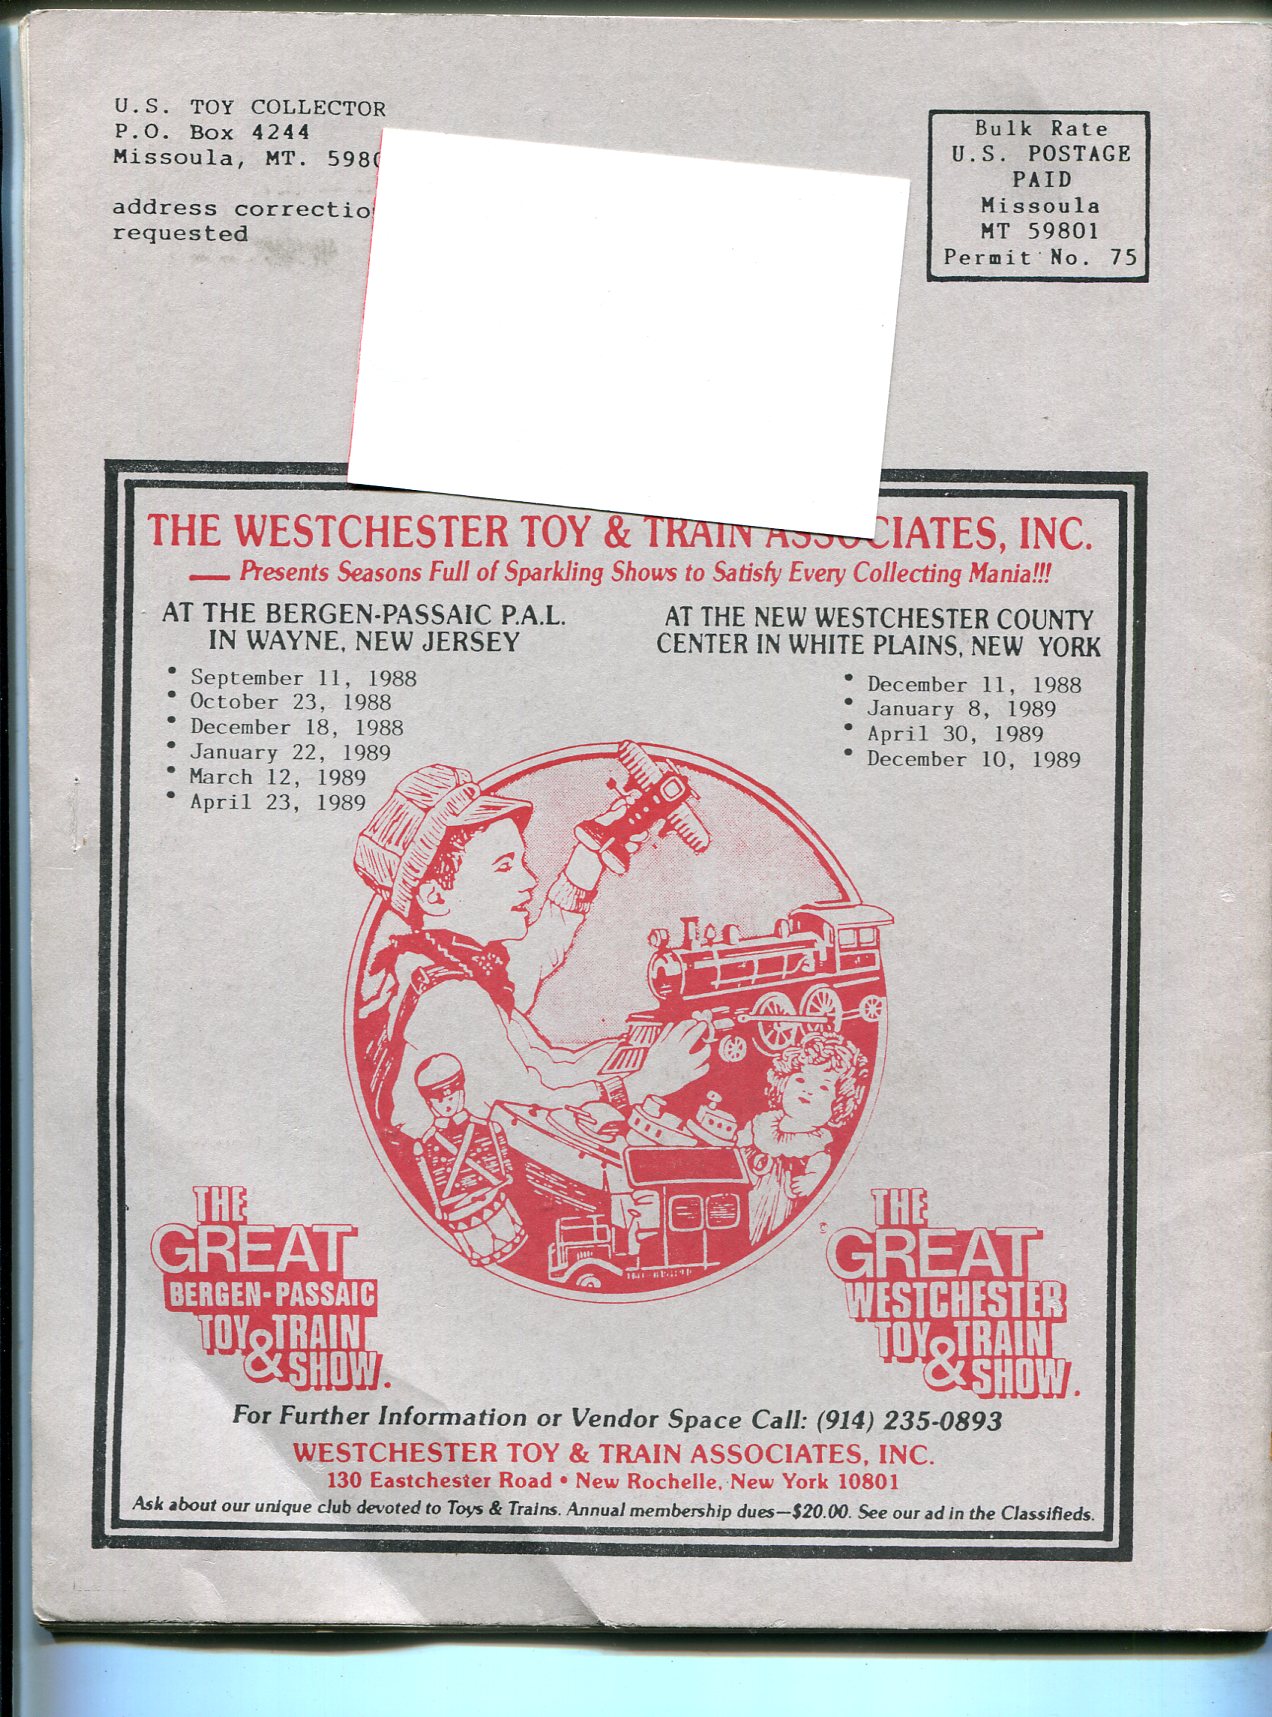 U.S. TOY COLLECTOR
P.O. Box 4244
Missoula, MT. 5980
address correctio
requested
Bulk Rate
U.S. POSTAGE
PAID
Missoula
MT 59801
Permit No. 75
THE WESTCHESTER TOY & TRAIN ASSOCIATES, INC.
— Presents Seasons Full of Sparkling Shows to Satisfy Every Collecting Mania!!!
AT THE BERGEN-PASSAIC P.A.L.
IN WAYNE, NEW JERSEY
• September 11, 1988
• October 23, 1988
• December 18, 1988
• January 22, 1989
• March 12, 1989
• April 23, 1989
AT THE NEW WESTCHESTER COUNTY
CENTER IN WHITE PLAINS, NEW YORK
• December 11, 1988
• January 8, 1989
• April 30, 1989
• December 10, 1989
THE
GREAT
BERGEN-PASSAIC
TOY & TRAIN
SHOW.
©
THE
GREAT
WESTCHESTER
TOY & TRAIN
SHOW.
For Further Information or Vendor Space Call: (914) 235-0893
WESTCHESTER TOY & TRAIN ASSOCIATES, INC.
130 Eastchester Road • New Rochelle, New York 10801
Ask about our unique club devoted to Toys & Trains. Annual membership dues—$20.00. See our ad in the Classifieds.